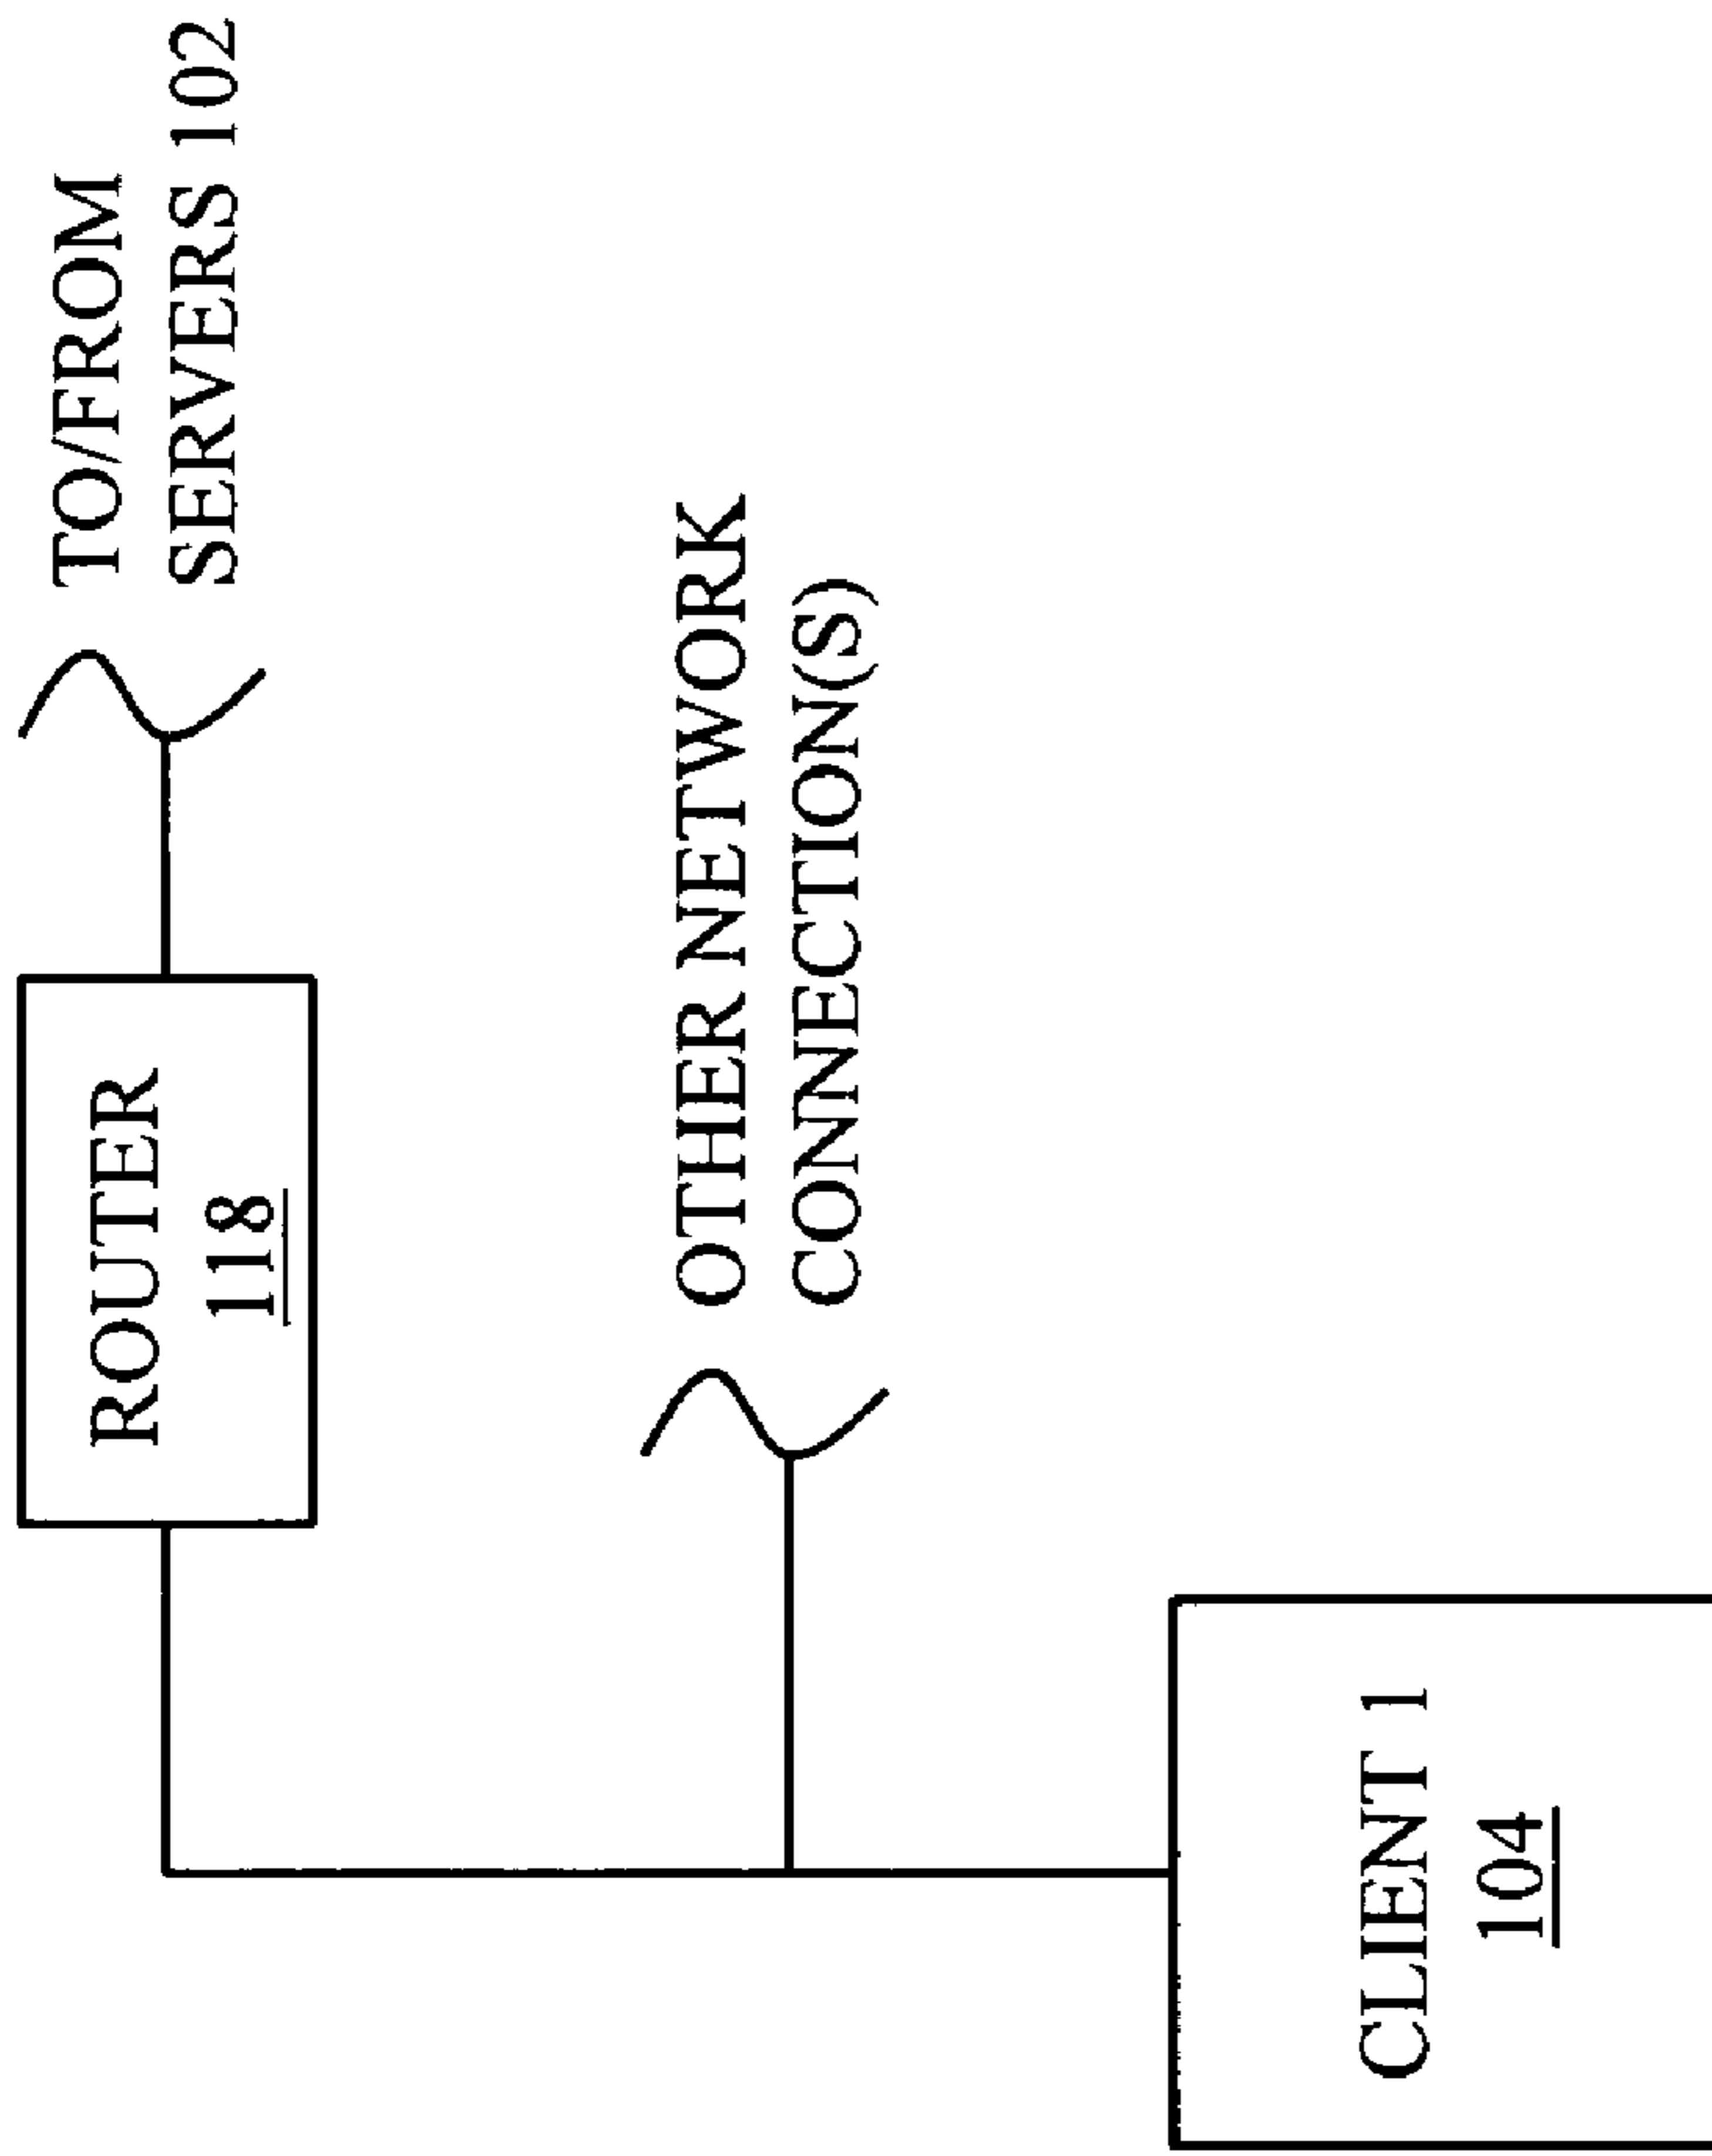 TO/FROM
SERVERS 102
ROUTER
118
OTHER NETWORK
CONNECTION(S)
CLIENT 1
104